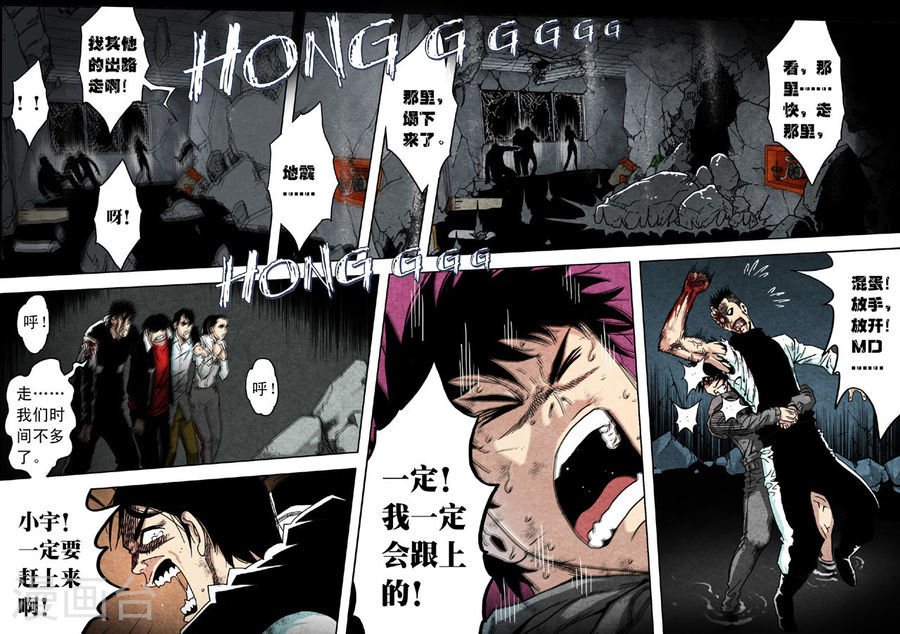 找其他
的出路
走啊！
！！
呀！
HONGGGGGG
地震
……
那里，
塌下
来了。
看，那
里……
快，走
那里，
HONGGGG
呼！
走……
我们时
间不多
了。
呼！
小宇！
一定要
赶上来
啊！
一定！
我一定
会跟上
的！
混蛋！
放手，
放开！
MD……
漫画台